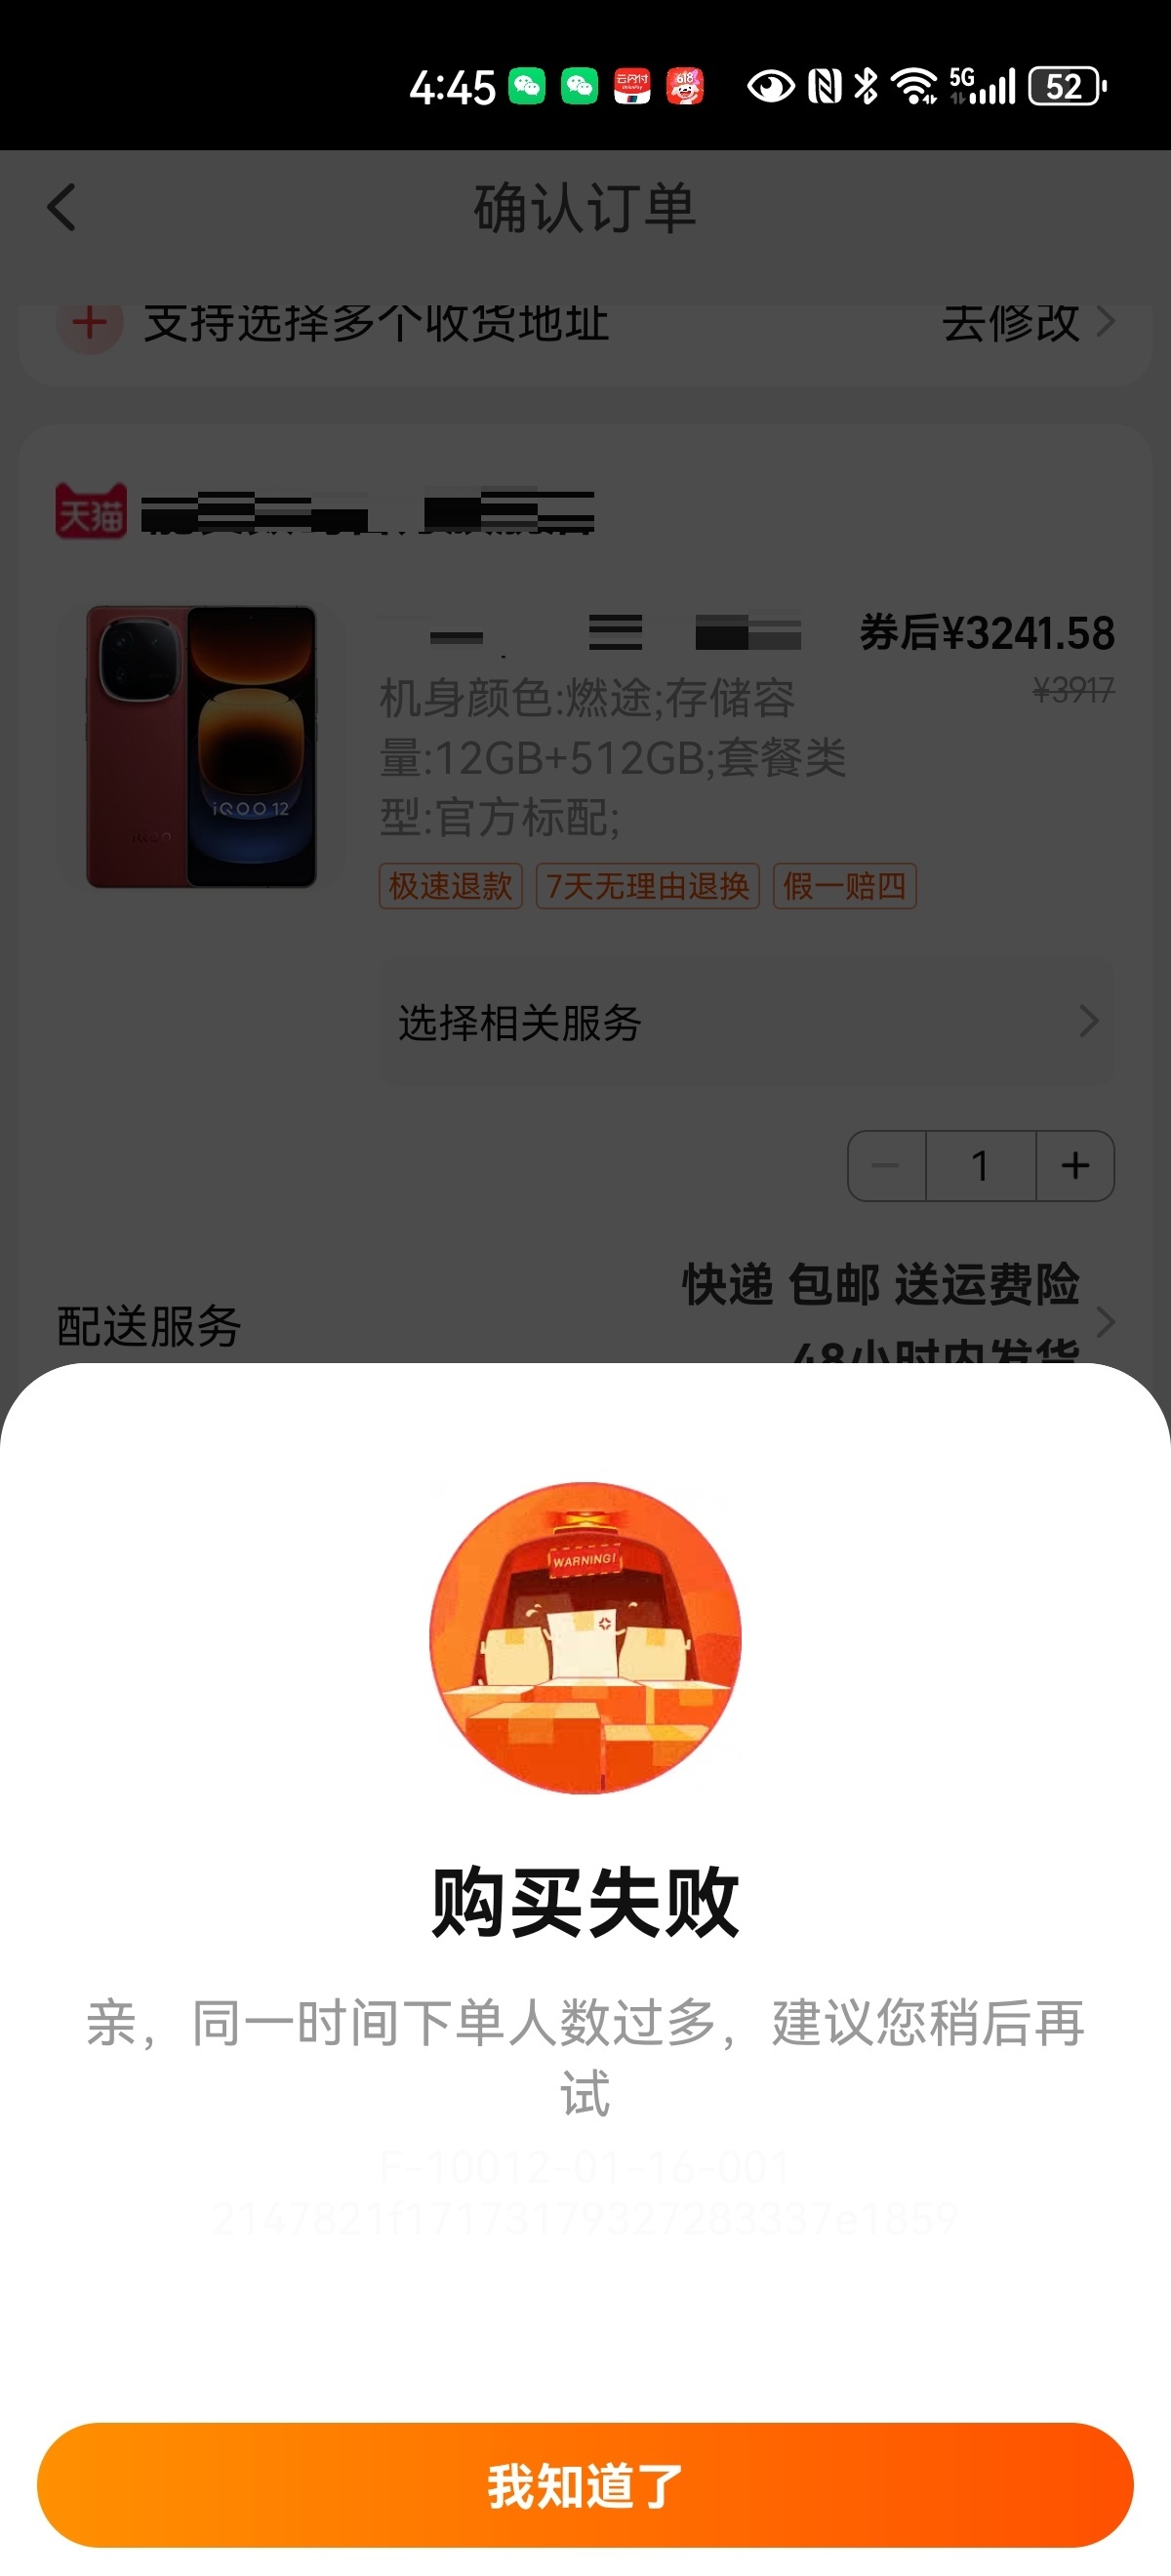 4:45
云闪付
618
5G
52
确认订单
支持选择多个收货地址
去修改
天猫
券后¥3241.58
¥3917
机身颜色:燃途;存储容
量:12GB+512GB;套餐类
型:官方标配;
iQOO 12
iQOO
极速退款
7天无理由退换
假一赔四
选择相关服务
1
快递 包邮 送运费险
配送服务
48小时内发货
WARNING!
购买失败
亲，同一时间下单人数过多，建议您稍后再
试
F-10012-01-16-001
2147821f17173179327283337e1859
我知道了